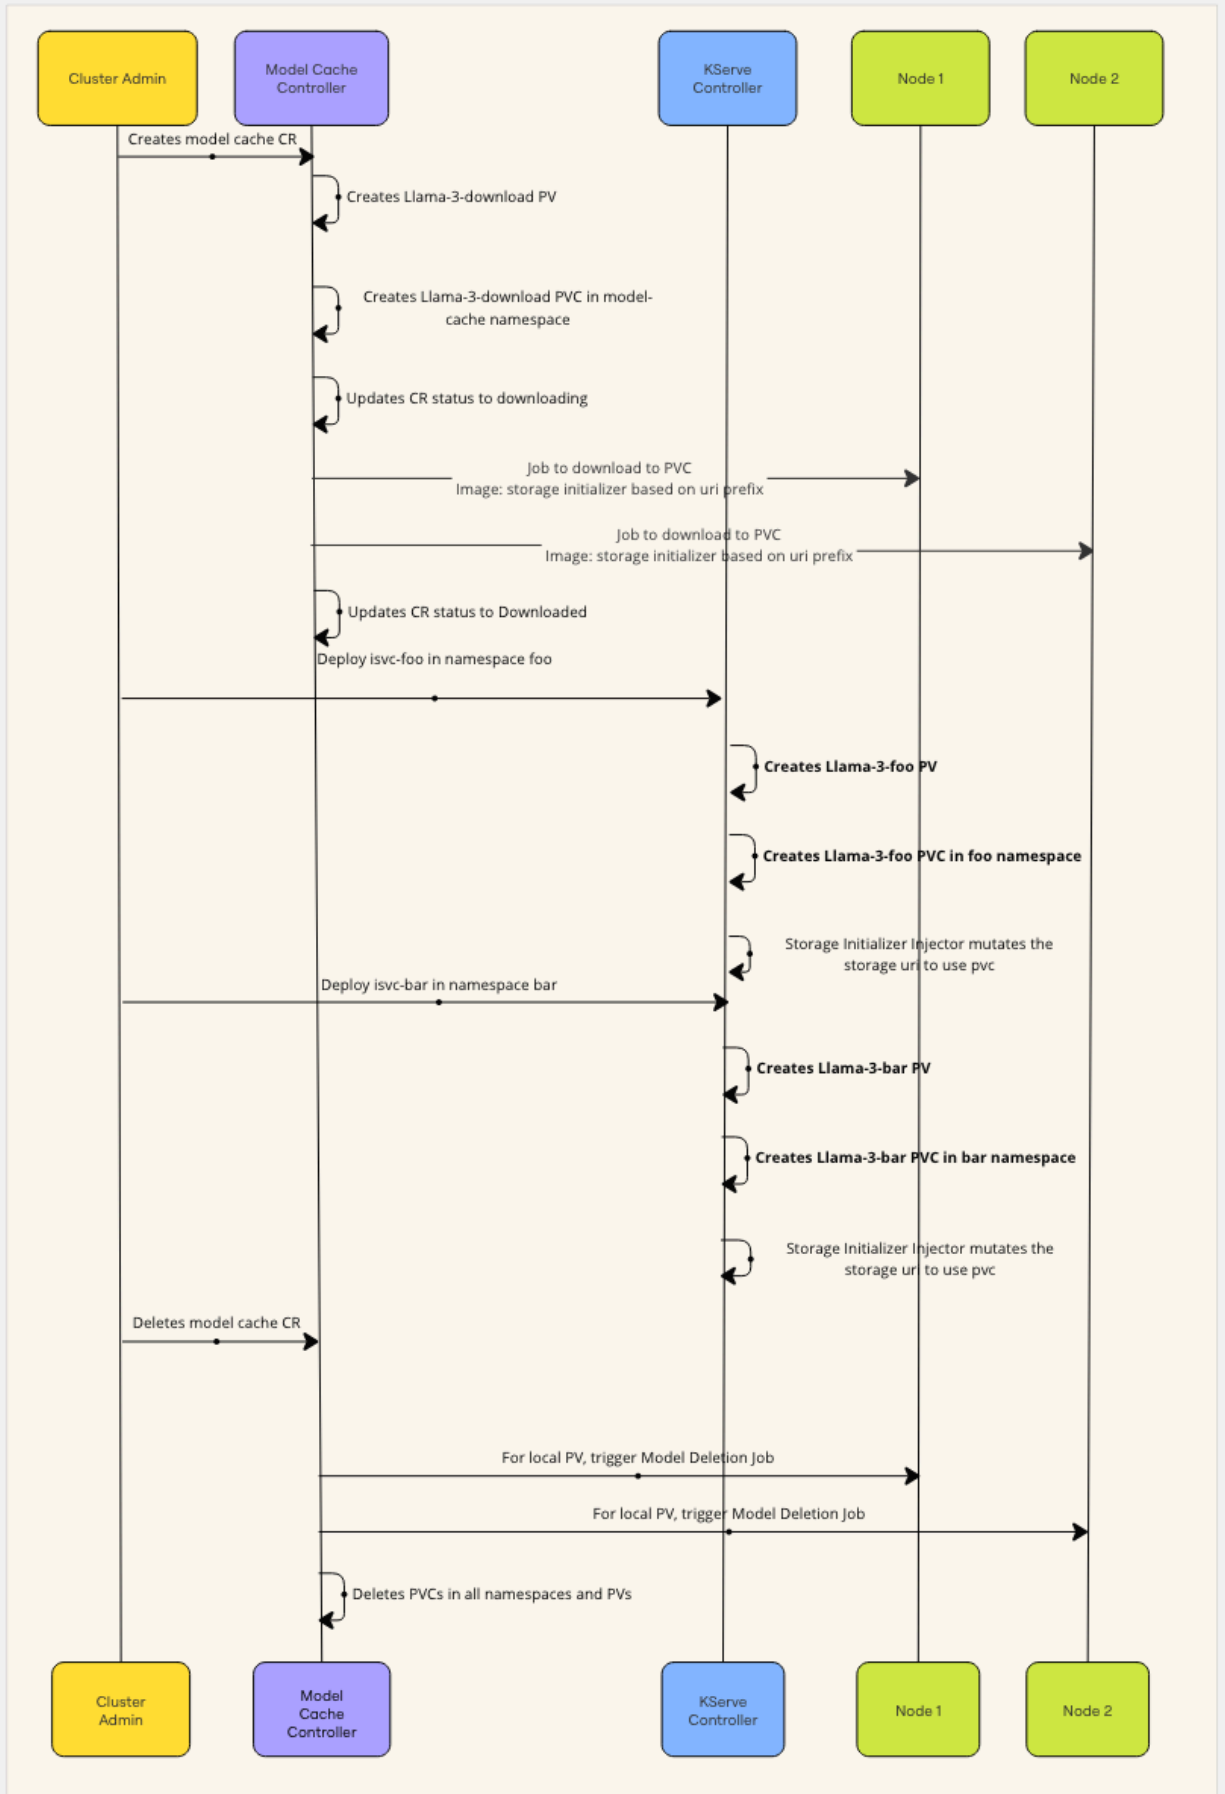 Cluster Admin
Model Cache
Controller
KServe
Controller
Node 1
Node 2
Creates model cache CR
Creates Llama-3-download PV
Creates Llama-3-download PVC in model-
cache namespace
Updates CR status to downloading
Job to download to PVC
Image: storage initializer based on uri prefix
Job to download to PVC
Image: storage initializer based on uri prefix
Updates CR status to Downloaded
Deploy isvc-foo in namespace foo
Creates Llama-3-foo PV
Creates Llama-3-foo PVC in foo namespace
Storage Initializer Injector mutates the
storage uri to use pvc
Deploy isvc-bar in namespace bar
Creates Llama-3-bar PV
Creates Llama-3-bar PVC in bar namespace
Storage Initializer Injector mutates the
storage uri to use pvc
Deletes model cache CR
For local PV, trigger Model Deletion Job
For local PV, trigger Model Deletion Job
Deletes PVCs in all namespaces and PVs
Cluster
Admin
Model
Cache
Controller
KServe
Controller
Node 1
Node 2